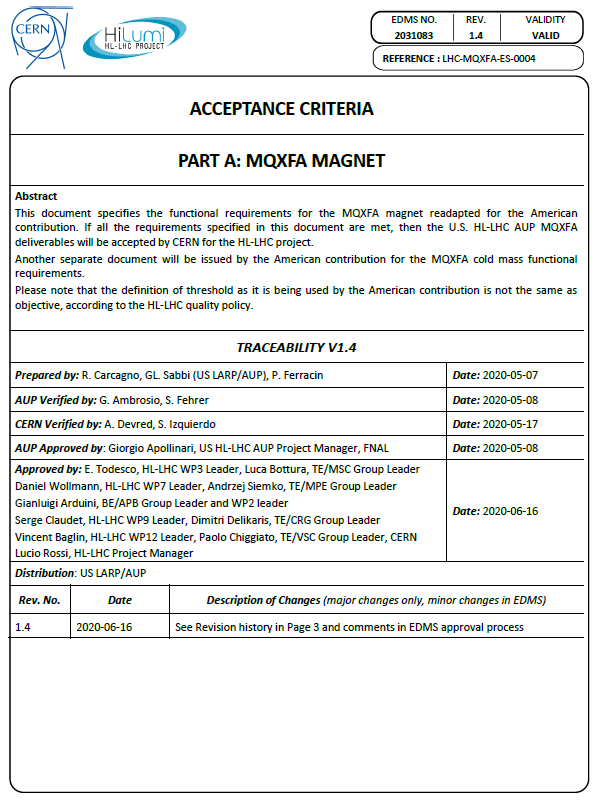 CERN
HiLumi
HL-LHC PROJECT
EDMS NO.
REV.
VALIDITY
2031083
1.4
VALID
REFERENCE : LHC-MQXFA-ES-0004
ACCEPTANCE CRITERIA
PART A: MQXFA MAGNET
Abstract
This document specifies the functional requirements for the MQXFA magnet readapted for the American
contribution. If all the requirements specified in this document are met, then the U.S. HL-LHC AUP MQXFA
deliverables will be accepted by CERN for the HL-LHC project.
Another separate document will be issued by the American contribution for the MQXFA cold mass functional
requirements.
Please note that the definition of threshold as it is being used by the American contribution is not the same as
objective, according to the HL-LHC quality policy.
TRACEABILITY V1.4
Prepared by: R. Carcagno, GL. Sabbi (US LARP/AUP), P. Ferracin
Date: 2020-05-07
AUP Verified by: G. Ambrosio, S. Fehrer
Date: 2020-05-08
CERN Verified by: A. Devred, S. Izquierdo
Date: 2020-05-17
AUP Approved by: Giorgio Apollinari, US HL-LHC AUP Project Manager, FNAL
Date: 2020-05-08
Approved by: E. Todesco, HL-LHC WP3 Leader, Luca Bottura, TE/MSC Group Leader
Daniel Wollmann, HL-LHC WP7 Leader, Andrzej Siemko, TE/MPE Group Leader
Gianluigi Arduini, BE/APB Group Leader and WP2 leader
Serge Claudet, HL-LHC WP9 Leader, Dimitri Delikaris, TE/CRG Group Leader
Vincent Baglin, HL-LHC WP12 Leader, Paolo Chiggiato, TE/VSC Group Leader, CERN
Lucio Rossi, HL-LHC Project Manager
Date: 2020-06-16
Distribution: US LARP/AUP
Rev. No.
Date
Description of Changes (major changes only, minor changes in EDMS)
1.4
2020-06-16
See Revision history in Page 3 and comments in EDMS approval process